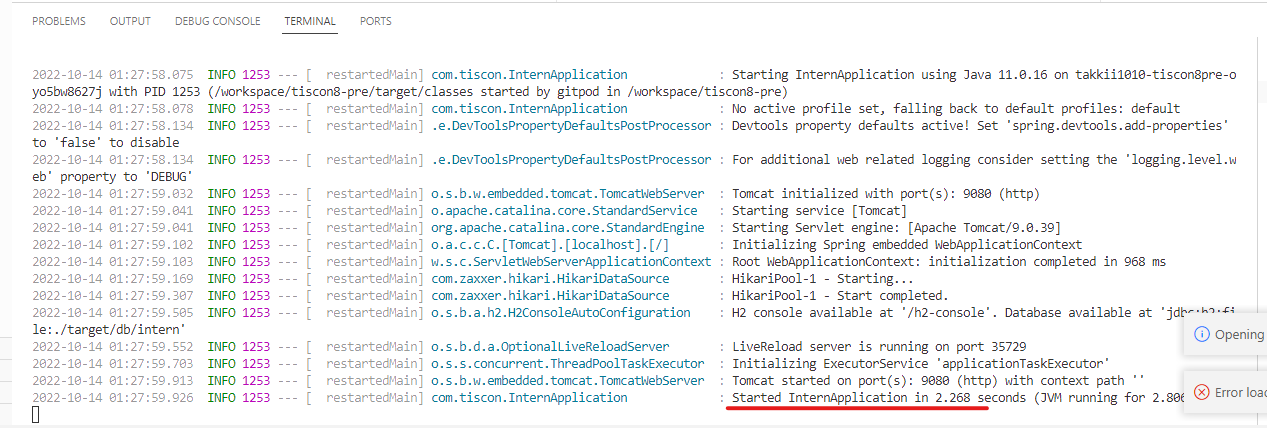 PROBLEMS OUTPUT DEBUG CONSOLE TERMINAL PORTS
2022-10-14 01:27:58.075 INFO 1253 --- [ restartedMain] com.tiscon.InternApplication : Starting InternApplication using Java 11.0.16 on takkii1010-tiscon8pre-o
yo5bw8627j with PID 1253 (/workspace/tiscon8-pre/target/classes started by gitpod in /workspace/tiscon8-pre)
2022-10-14 01:27:58.078 INFO 1253 --- [ restartedMain] com.tiscon.InternApplication : No active profile set, falling back to default profiles: default
2022-10-14 01:27:58.134 INFO 1253 --- [ restartedMain] .e.DevToolsPropertyDefaultsPostProcessor : Devtools property defaults active! Set 'spring.devtools.add-properties'
to 'false' to disable
2022-10-14 01:27:58.134 INFO 1253 --- [ restartedMain] .e.DevToolsPropertyDefaultsPostProcessor : For additional web related logging consider setting the 'logging.level.w
eb' property to 'DEBUG'
2022-10-14 01:27:59.032 INFO 1253 --- [ restartedMain] o.s.b.w.embedded.tomcat.TomcatWebServer : Tomcat initialized with port(s): 9080 (http)
2022-10-14 01:27:59.041 INFO 1253 --- [ restartedMain] o.apache.catalina.core.StandardService : Starting service [Tomcat]
2022-10-14 01:27:59.041 INFO 1253 --- [ restartedMain] org.apache.catalina.core.StandardEngine : Starting Servlet engine: [Apache Tomcat/9.0.39]
2022-10-14 01:27:59.102 INFO 1253 --- [ restartedMain] o.a.c.c.C.[Tomcat].[localhost].[/] : Initializing Spring embedded WebApplicationContext
2022-10-14 01:27:59.103 INFO 1253 --- [ restartedMain] w.s.c.ServletWebServerApplicationContext : Root WebApplicationContext: initialization completed in 968 ms
2022-10-14 01:27:59.169 INFO 1253 --- [ restartedMain] com.zaxxer.hikari.HikariDataSource : HikariPool-1 - Starting...
2022-10-14 01:27:59.307 INFO 1253 --- [ restartedMain] com.zaxxer.hikari.HikariDataSource : HikariPool-1 - Start completed.
2022-10-14 01:27:59.505 INFO 1253 --- [ restartedMain] o.s.b.a.h2.H2ConsoleAutoConfiguration : H2 console available at '/h2-console'. Database available at 'jdbc:h2:fi
le:./target/db/intern'
Opening
2022-10-14 01:27:59.552 INFO 1253 --- [ restartedMain] o.s.b.d.a.OptionalLiveReloadServer : LiveReload server is running on port 35729
2022-10-14 01:27:59.703 INFO 1253 --- [ restartedMain] o.s.s.concurrent.ThreadPoolTaskExecutor : Initializing ExecutorService 'applicationTaskExecutor'
2022-10-14 01:27:59.913 INFO 1253 --- [ restartedMain] o.s.b.w.embedded.tomcat.TomcatWebServer : Tomcat started on port(s): 9080 (http) with context path ''
2022-10-14 01:27:59.926 INFO 1253 --- [ restartedMain] com.tiscon.InternApplication : Started InternApplication in 2.268 seconds (JVM running for 2.806
Error load